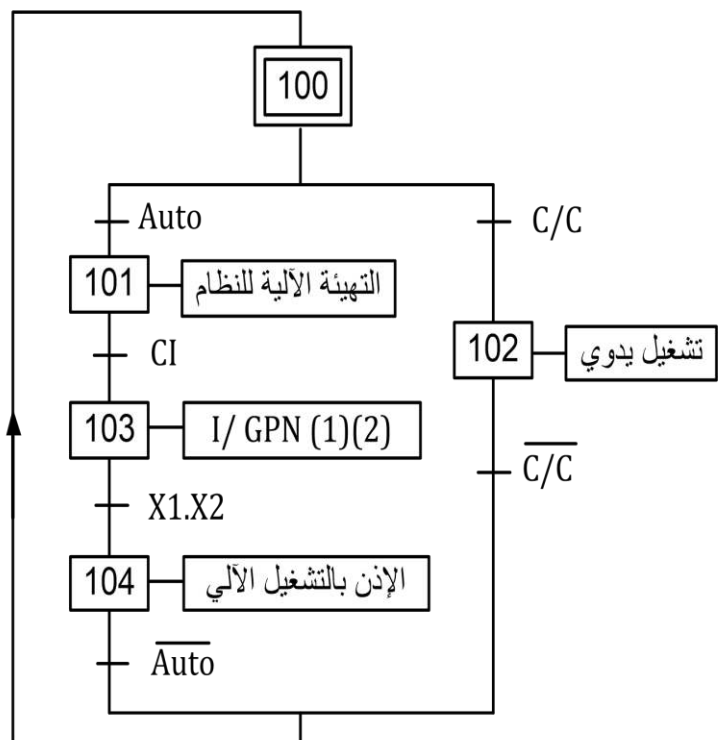 100
Auto
C/C
101
التهيئة الآلية للنظام
CI
102
تشغيل يدوي
103
I/ GPN (1)(2)
C/C
X1.X2
104
الإذن بالتشغيل الآلي
Auto